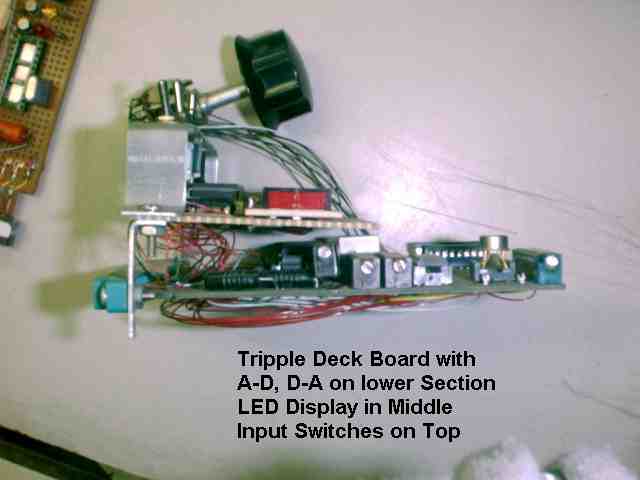 Tripple Deck Board with
A-D, D-A on lower Section
LED Display in Middle
Input Switches on Top